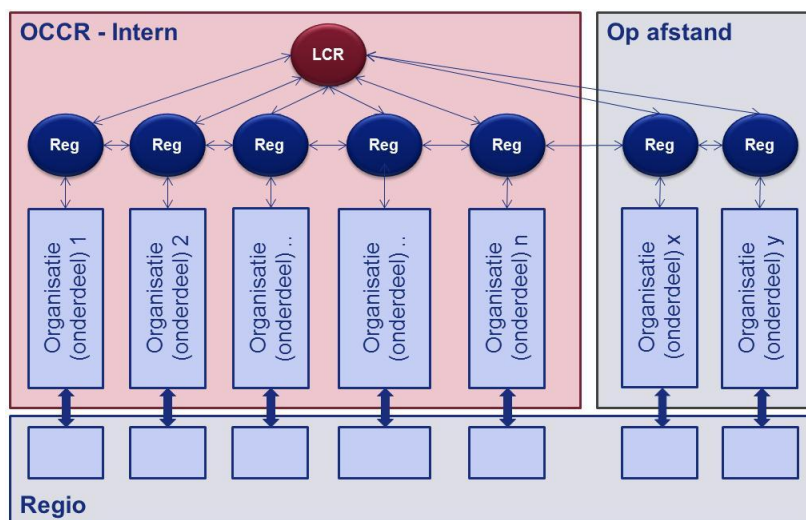 OCCR - Intern
Op afstand
LCR
Reg
Reg
Reg
Reg
Reg
Reg
Reg
Organisatie
(onderdeel) 1
Organisatie
(onderdeel) 2
Organisatie
(onderdeel) ..
Organisatie
(onderdeel) ..
Organisatie
(onderdeel) n
Organisatie
(onderdeel) x
Organisatie
(onderdeel) y
Regio